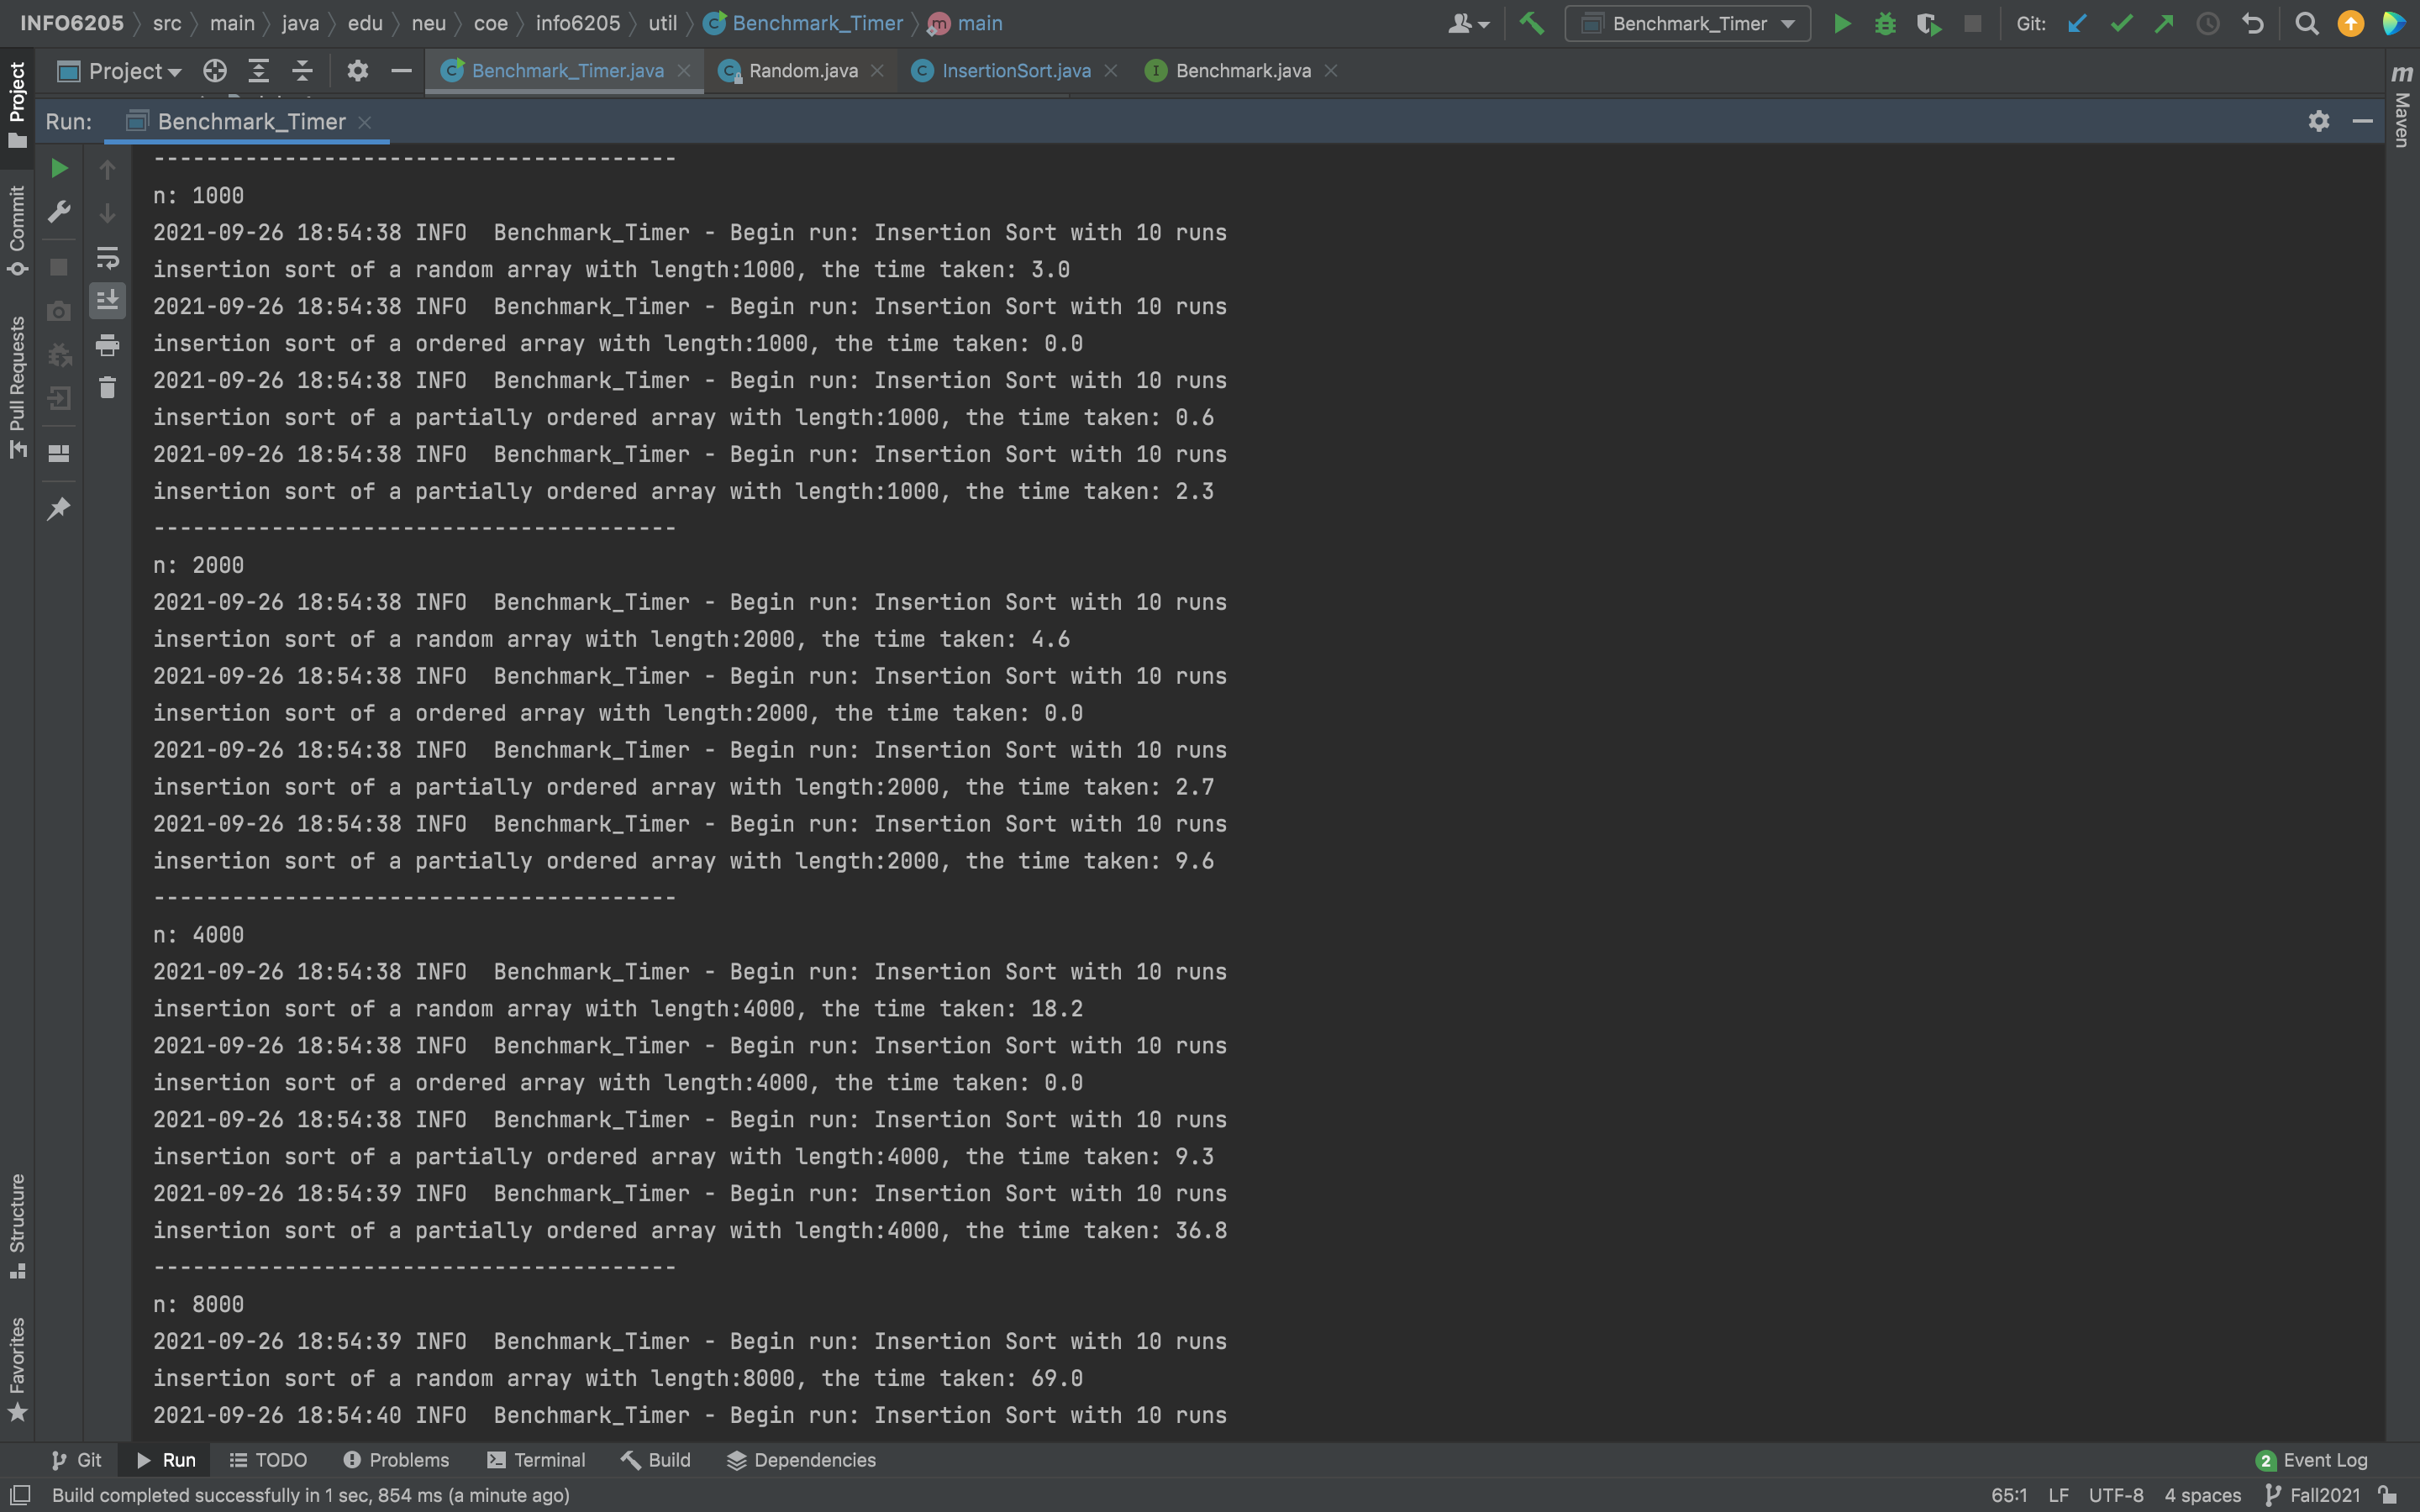 INFO6205 src main java edu neu coe info6205 util Benchmark_Timer main Benchmark_Timer Git:
Project Benchmark_Timer.java Random.java InsertionSort.java Benchmark.java
Run: Benchmark_Timer
Project
Commit
Pull Requests
Structure
Favorites
Maven
----------------------------------------
n: 1000
2021-09-26 18:54:38 INFO  Benchmark_Timer - Begin run: Insertion Sort with 10 runs
insertion sort of a random array with length:1000, the time taken: 3.0
2021-09-26 18:54:38 INFO  Benchmark_Timer - Begin run: Insertion Sort with 10 runs
insertion sort of a ordered array with length:1000, the time taken: 0.0
2021-09-26 18:54:38 INFO  Benchmark_Timer - Begin run: Insertion Sort with 10 runs
insertion sort of a partially ordered array with length:1000, the time taken: 0.6
2021-09-26 18:54:38 INFO  Benchmark_Timer - Begin run: Insertion Sort with 10 runs
insertion sort of a partially ordered array with length:1000, the time taken: 2.3
----------------------------------------
n: 2000
2021-09-26 18:54:38 INFO  Benchmark_Timer - Begin run: Insertion Sort with 10 runs
insertion sort of a random array with length:2000, the time taken: 4.6
2021-09-26 18:54:38 INFO  Benchmark_Timer - Begin run: Insertion Sort with 10 runs
insertion sort of a ordered array with length:2000, the time taken: 0.0
2021-09-26 18:54:38 INFO  Benchmark_Timer - Begin run: Insertion Sort with 10 runs
insertion sort of a partially ordered array with length:2000, the time taken: 2.7
2021-09-26 18:54:38 INFO  Benchmark_Timer - Begin run: Insertion Sort with 10 runs
insertion sort of a partially ordered array with length:2000, the time taken: 9.6
----------------------------------------
n: 4000
2021-09-26 18:54:38 INFO  Benchmark_Timer - Begin run: Insertion Sort with 10 runs
insertion sort of a random array with length:4000, the time taken: 18.2
2021-09-26 18:54:38 INFO  Benchmark_Timer - Begin run: Insertion Sort with 10 runs
insertion sort of a ordered array with length:4000, the time taken: 0.0
2021-09-26 18:54:38 INFO  Benchmark_Timer - Begin run: Insertion Sort with 10 runs
insertion sort of a partially ordered array with length:4000, the time taken: 9.3
2021-09-26 18:54:39 INFO  Benchmark_Timer - Begin run: Insertion Sort with 10 runs
insertion sort of a partially ordered array with length:4000, the time taken: 36.8
----------------------------------------
n: 8000
2021-09-26 18:54:39 INFO  Benchmark_Timer - Begin run: Insertion Sort with 10 runs
insertion sort of a random array with length:8000, the time taken: 69.0
2021-09-26 18:54:40 INFO  Benchmark_Timer - Begin run: Insertion Sort with 10 runs
Git Run TODO Problems Terminal Build Dependencies 2 Event Log
Build completed successfully in 1 sec, 854 ms (a minute ago) 65:1 LF UTF-8 4 spaces Fall2021